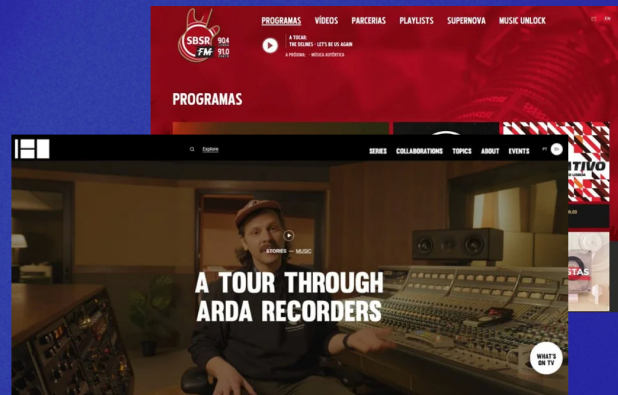 PROGRAMAS VÍDEOS PARCERIAS PLAYLISTS SUPERNOVA MUSIC UNLOCK EN
SBSR FM 90.4 91.0
A TOCAR:
THE DELINES - LET'S BE US AGAIN
A PRÓXIMA: - MÚSICA AUTÊNTICA
PROGRAMAS
Explore SERIES COLLABORATIONS TOPICS ABOUT EVENTS PT EN
STORIES — MUSIC
A TOUR THROUGH
ARDA RECORDERS
WHAT'S
ON TV